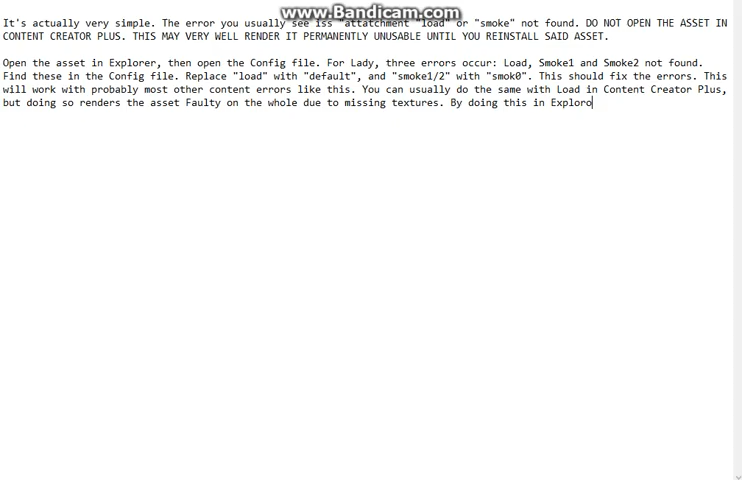 www.Bandicam.com
It's actually very simple. The error you usually see iss "attatchment "load" or "smoke" not found. DO NOT OPEN THE ASSET IN
CONTENT CREATOR PLUS. THIS MAY VERY WELL RENDER IT PERMANENTLY UNUSABLE UNTIL YOU REINSTALL SAID ASSET.
Open the asset in Explorer, then open the Config file. For Lady, three errors occur: Load, Smoke1 and Smoke2 not found.
Find these in the Config file. Replace "load" with "default", and "smoke1/2" with "smok0". This should fix the errors. This
will work with probably most other content errors like this. You can usually do the same with Load in Content Creator Plus,
but doing so renders the asset Faulty on the whole due to missing textures. By doing this in Exploro